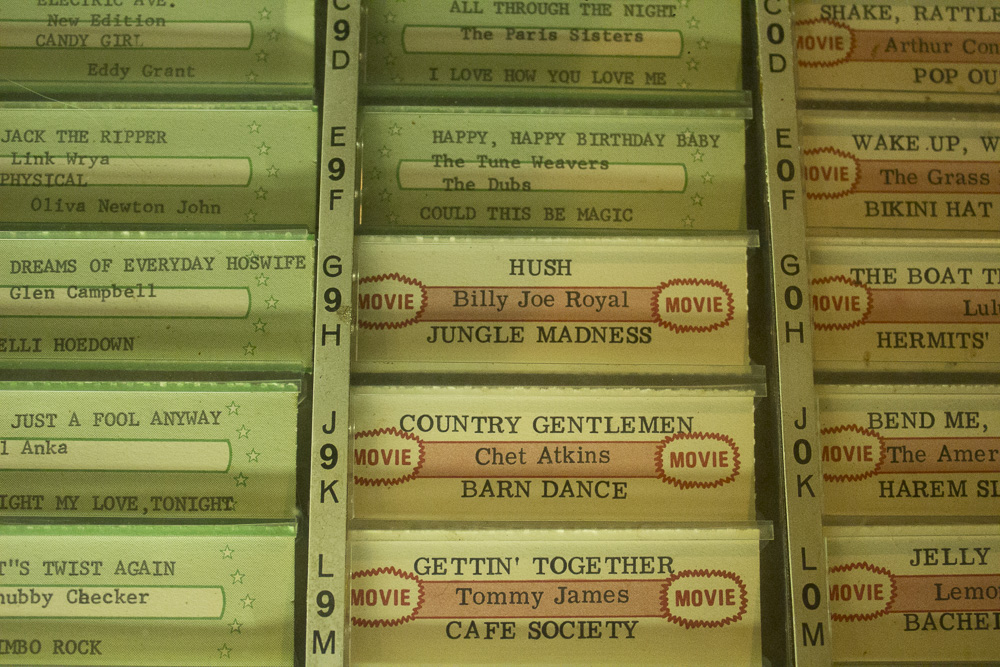 ELECTRIC AVE.
New Edition
CANDY GIRL
Eddy Grant
JACK THE RIPPER
Link Wrya
PHYSICAL
Oliva Newton John
DREAMS OF EVERYDAY HOSWIFE
Glen Campbell
ELLI HOEDOWN
JUST A FOOL ANYWAY
l Anka
IGHT MY LOVE,TONIGHT
T"S TWIST AGAIN
hubby Checker
IMBO ROCK
C
9
D
E
9
F
G
9
H
J
9
K
L
9
M
ALL THROUGH THE NIGHT
The Paris Sisters
I LOVE HOW YOU LOVE ME
HAPPY, HAPPY BIRTHDAY BABY
The Tune Weavers
The Dubs
COULD THIS BE MAGIC
HUSH
MOVIE Billy Joe Royal MOVIE
JUNGLE MADNESS
COUNTRY GENTLEMEN
MOVIE Chet Atkins MOVIE
BARN DANCE
GETTIN' TOGETHER
MOVIE Tommy James MOVIE
CAFE SOCIETY
C
0
D
E
0
F
G
0
H
J
0
K
L
0
M
SHAKE, RATTLE
MOVIE Arthur Con
POP OU
WAKE UP, W
MOVIE The Grass
BIKINI HAT
THE BOAT T
MOVIE Lul
HERMITS'
BEND ME,
MOVIE The Amer
HAREM SL
JELLY
MOVIE Lemo
BACHEL